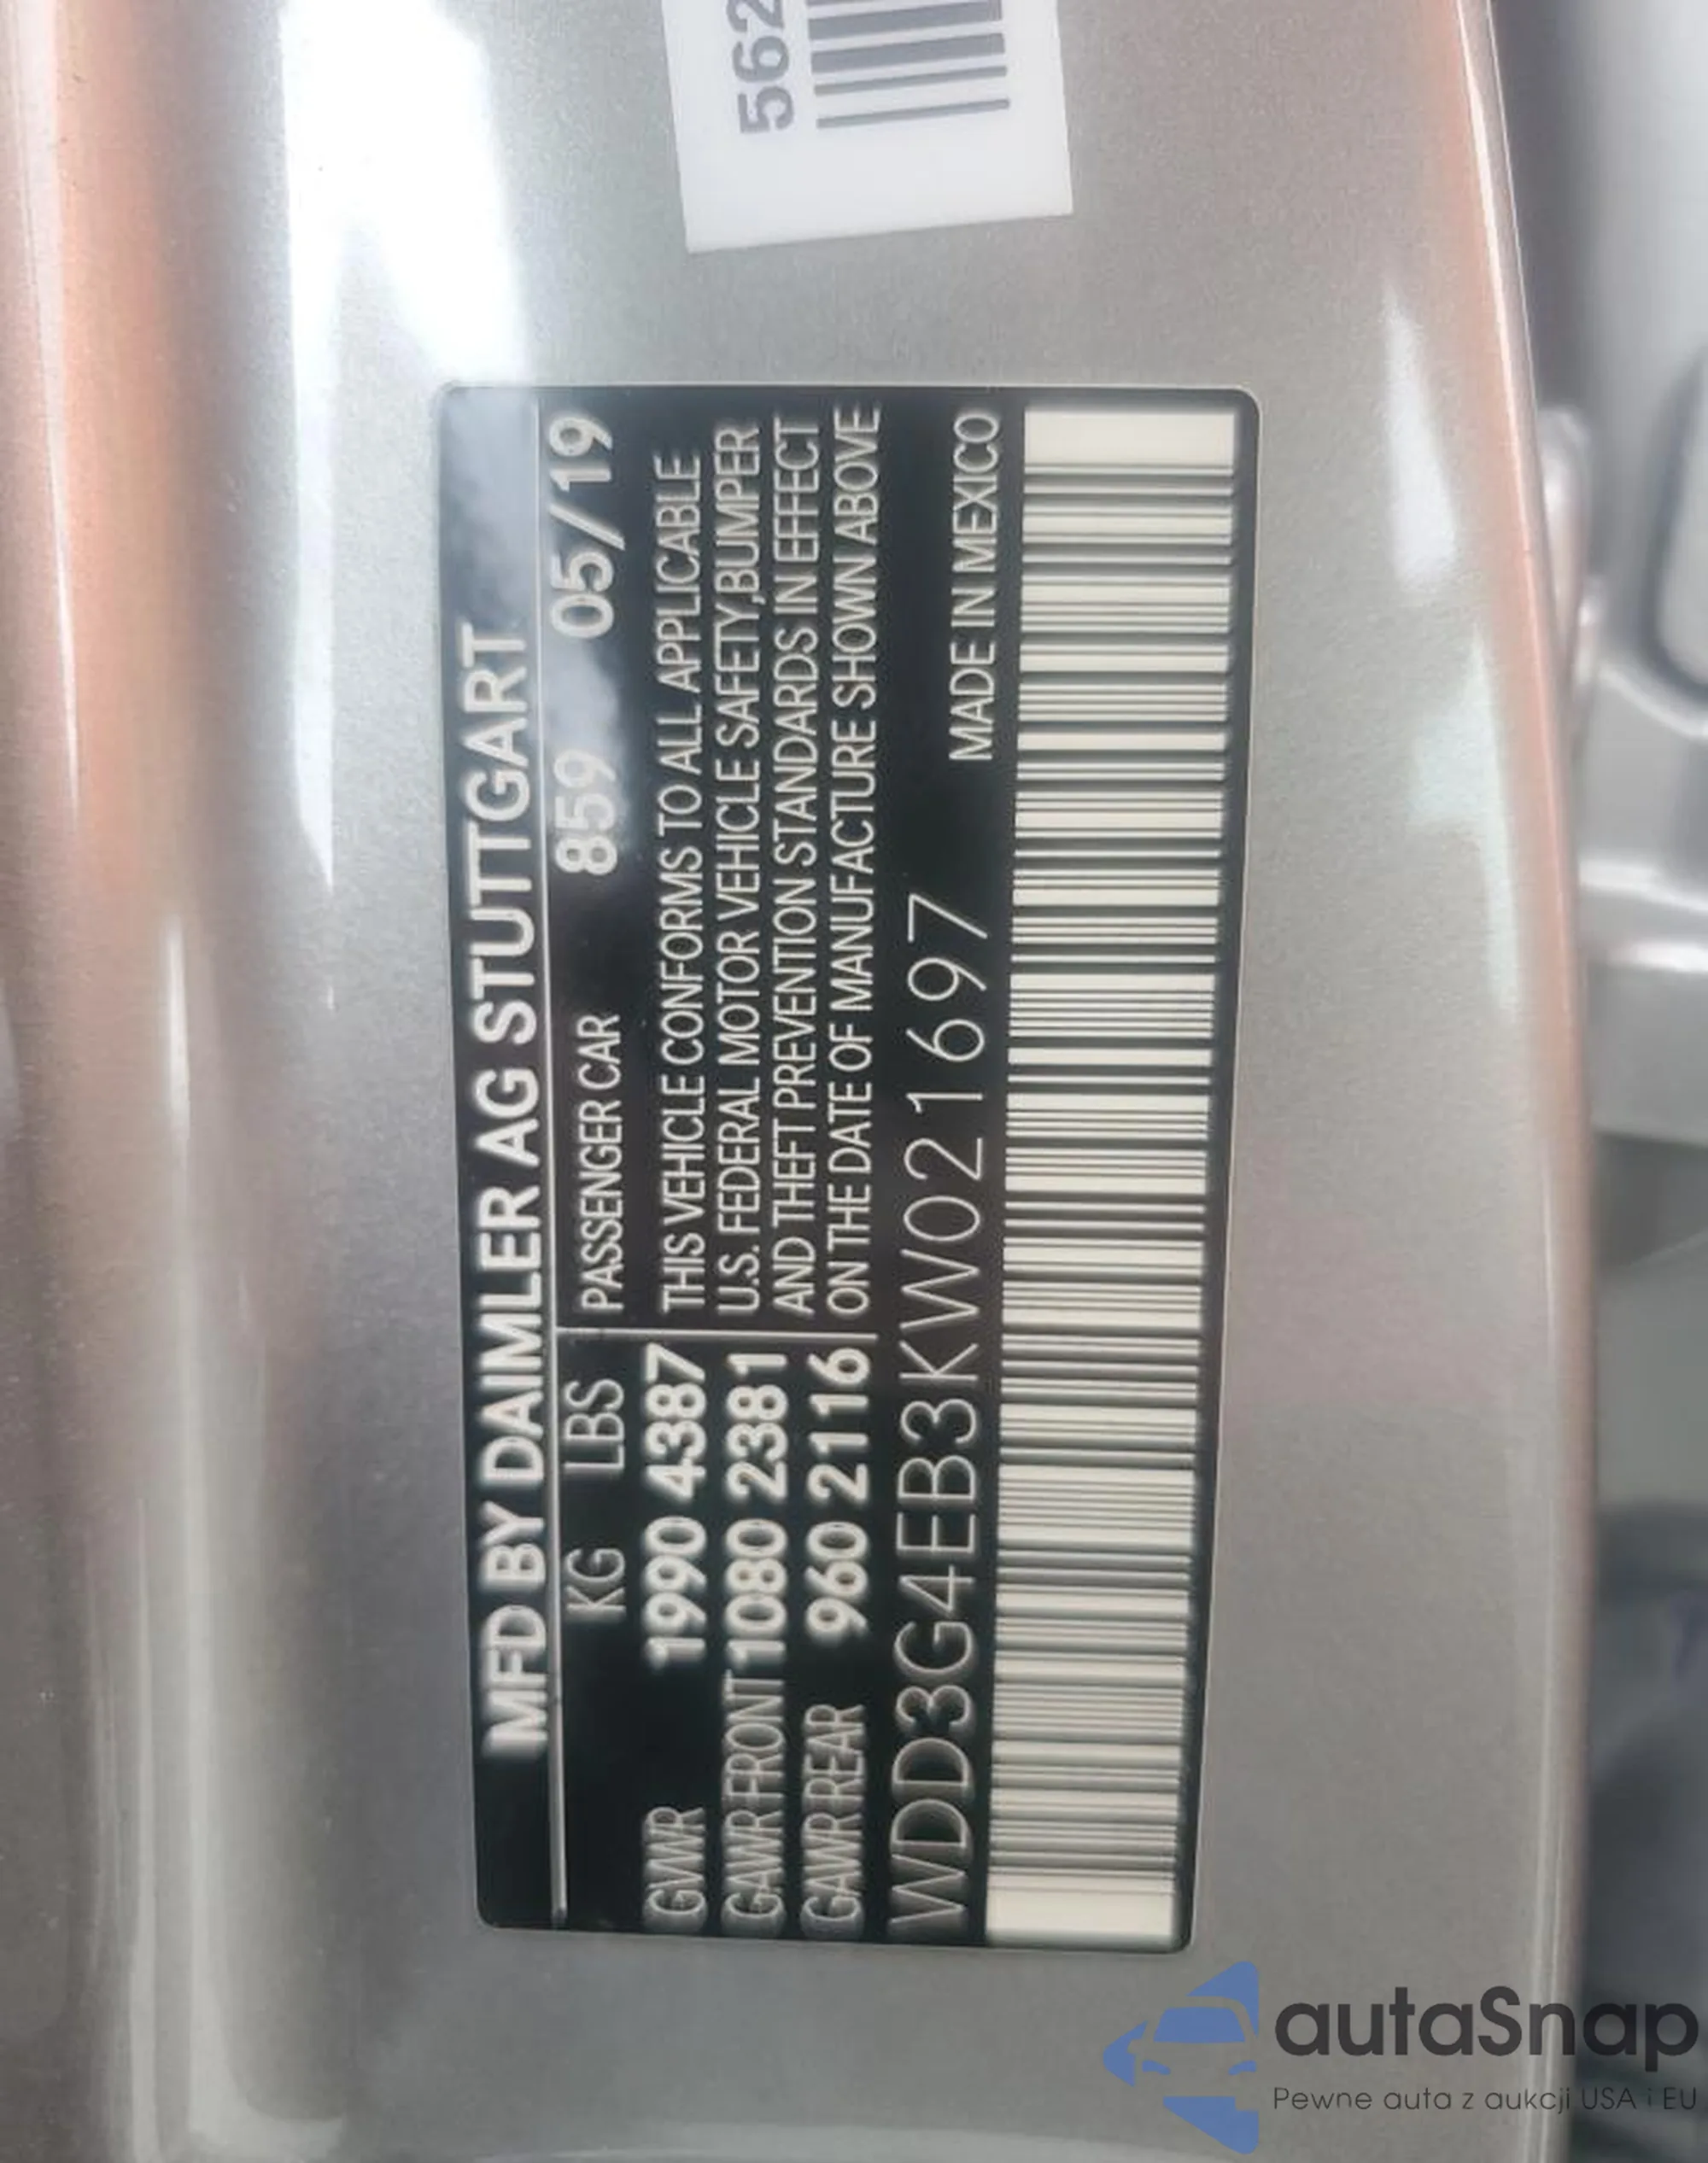 562
MFD BY DAIMLER AG STUTTGART
KG LBS PASSENGER CAR 859 05/19
GVWR 1990 4387 THIS VEHICLE CONFORMS TO ALL APPLICABLE
GAWR FRONT 1080 2381 U.S. FEDERAL MOTOR VEHICLE SAFETY,BUMPER
GAWR REAR 960 2116 AND THEFT PREVENTION STANDARDS IN EFFECT
ON THE DATE OF MANUFACTURE SHOWN ABOVE
WDD3G4EB3KW021697
MADE IN MEXICO
autaSnap
Pewne auta z aukcji USA i EU